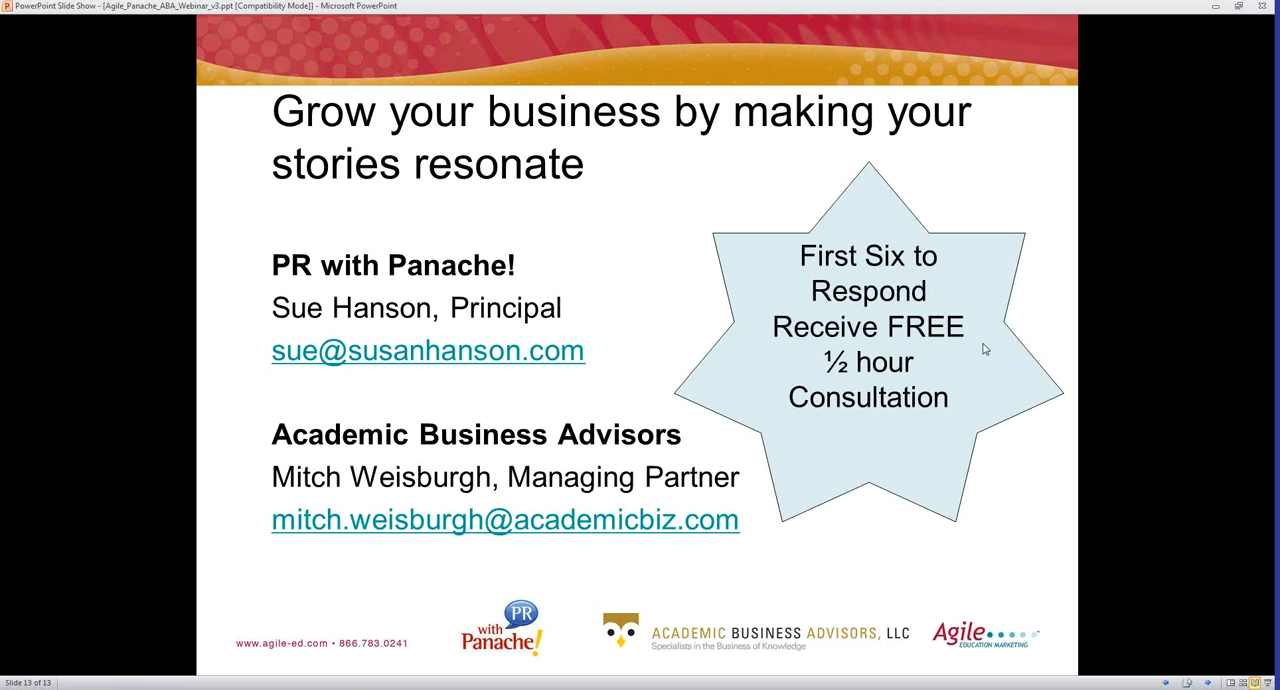 PowerPoint Slide Show - [Agile_Panache_ABA_Webinar_v3.ppt [Compatibility Mode]] - Microsoft PowerPoint
Grow your business by making your
stories resonate
PR with Panache!
Sue Hanson, Principal
sue@susanhanson.com
Academic Business Advisors
Mitch Weisburgh, Managing Partner
mitch.weisburgh@academicbiz.com
First Six to
Respond
Receive FREE
½ hour
Consultation
www.agile-ed.com • 866.783.0241
PR
with
Panache!
ACADEMIC BUSINESS ADVISORS, LLC
Specialists in the Business of Knowledge
Agile
EDUCATION MARKETING
Slide 13 of 13